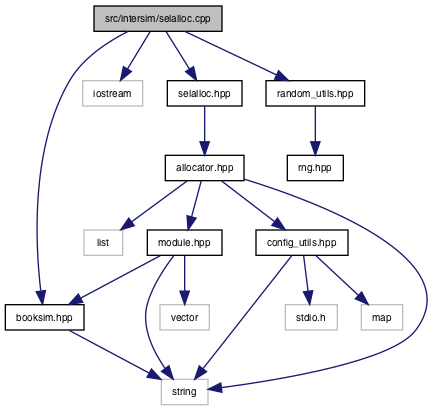 src/intersim/selalloc.cpp
iostream
selalloc.hpp
random_utils.hpp
allocator.hpp
rng.hpp
list
module.hpp
config_utils.hpp
booksim.hpp
vector
stdio.h
map
string